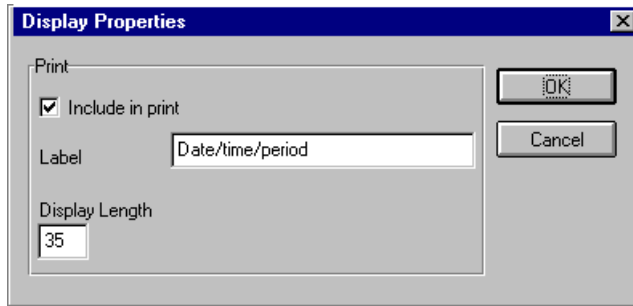 Display Properties
Print
Include in print
OK
Label
Date/time/period
Cancel
Display Length
35